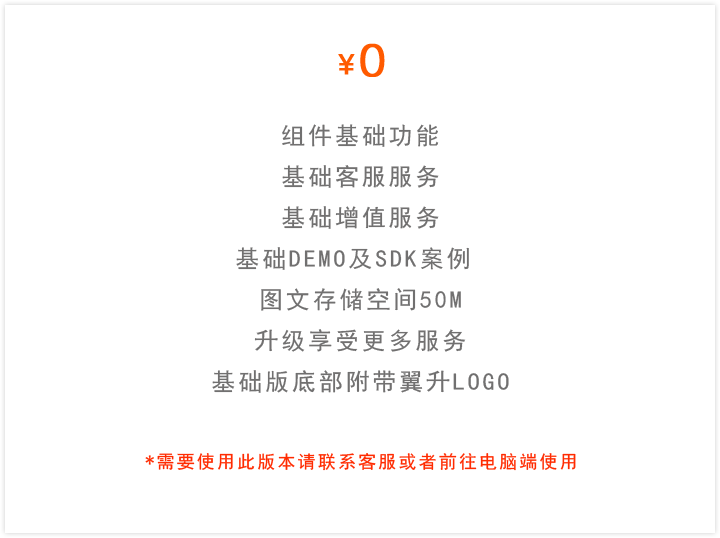 ¥0
组件基础功能
基础客服服务
基础增值服务
基础DEMO及SDK案例
图文存储空间50M
升级享受更多服务
基础版底部附带翼升LOGO
*需要使用此版本请联系客服或者前往电脑端使用